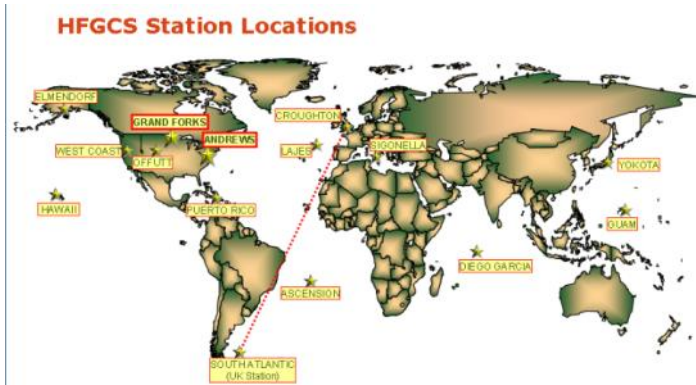 HFGCS Station Locations
ELMENDORF
CROUGHTON
GRAND FORKS
ANDREWS
WEST COAST
OFFUTT
LAJES
SIGONELLA
YOKOTA
HAWAII
PUERTO RICO
GUAM
DIEGO GARCIA
ASCENSION
SOUTH ATLANTIC
(UK Station)